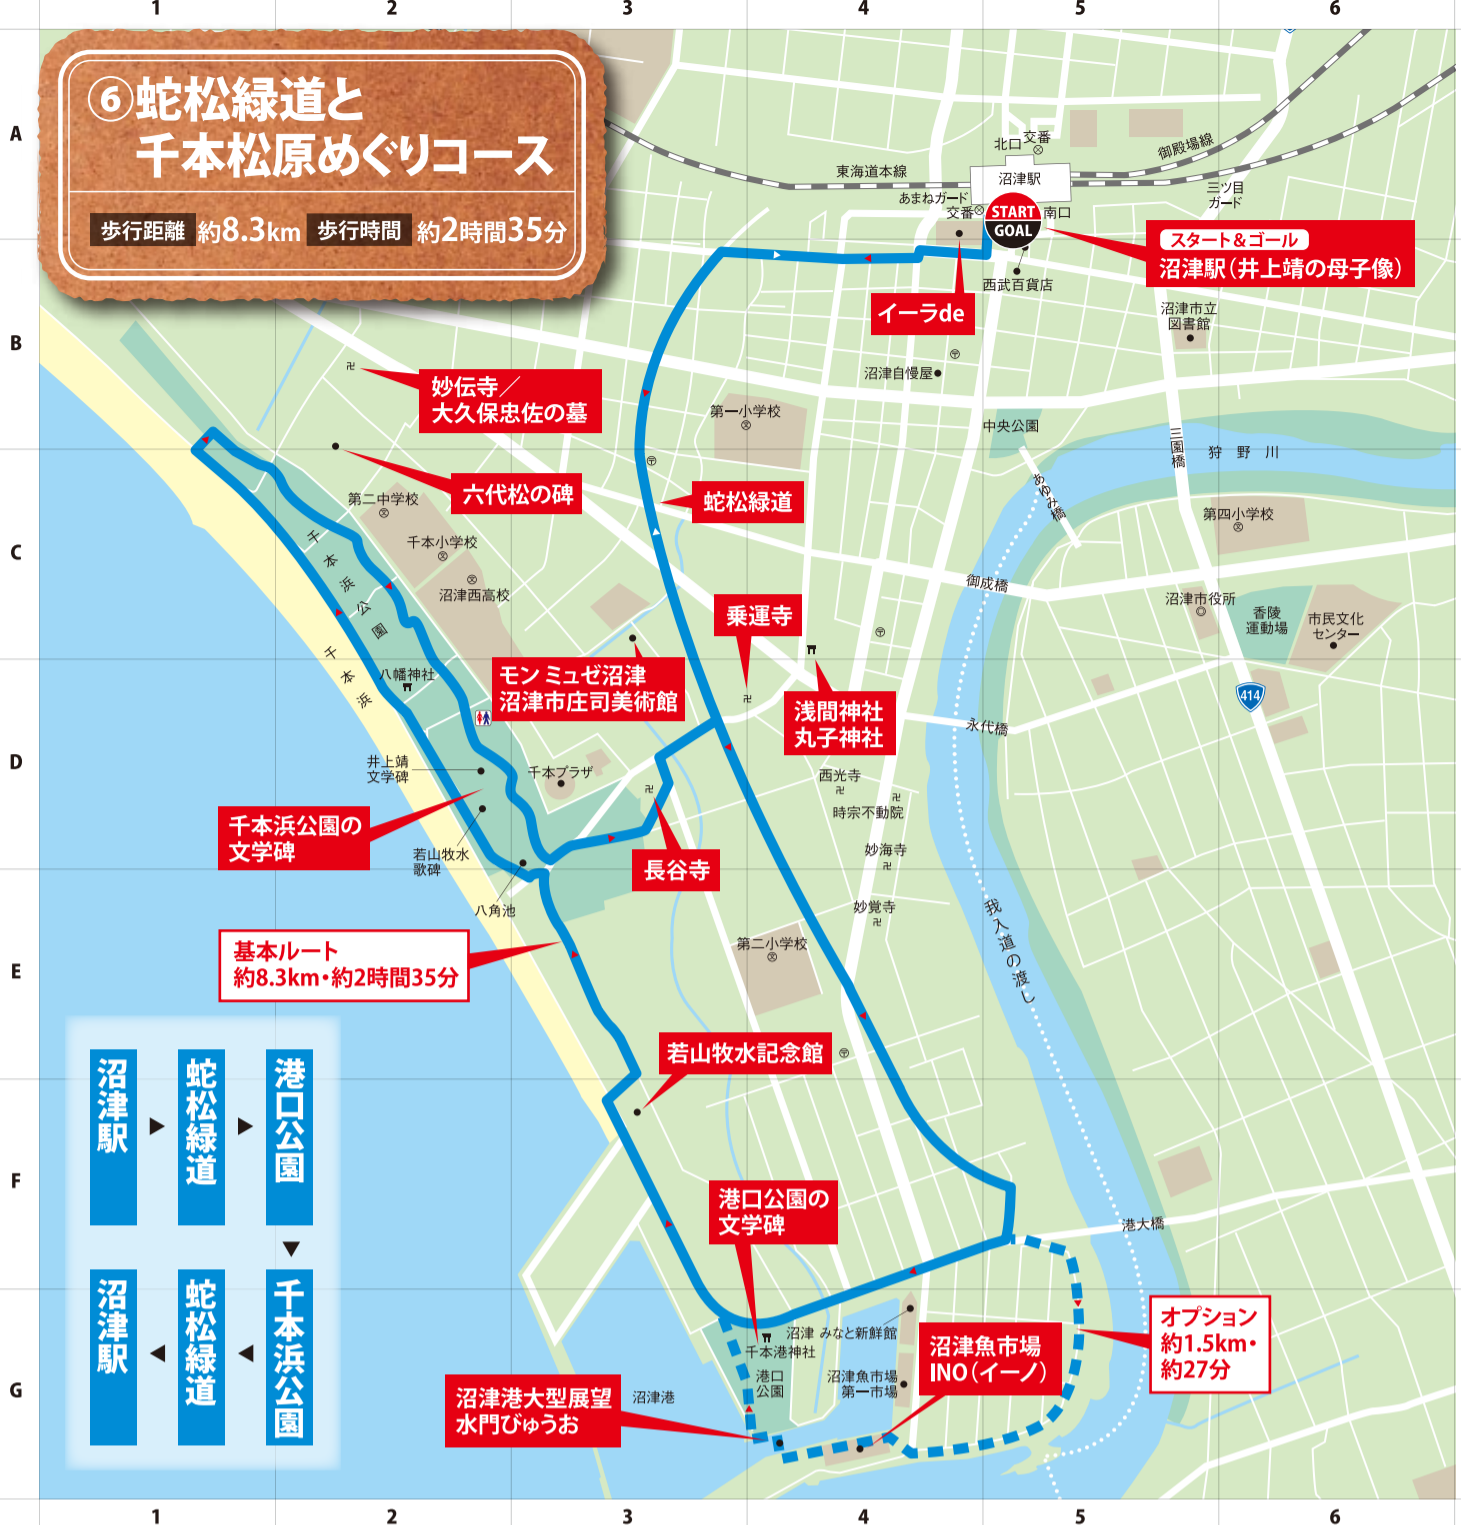 1 2 3 4 5 6
⑥蛇松緑道と
千本松原めぐりコース
歩行距離 約8.3km 歩行時間 約2時間35分
A
B
C
D
E
F
G
北口
交番
沼津駅
東海道本線
御殿場線
あまねガード
交番
START
GOAL
南口
三ツ目
ガード
スタート&ゴール
沼津駅(井上靖の母子像)
イーラde
西武百貨店
沼津市立
図書館
沼津自慢屋
妙伝寺/
大久保忠佐の墓
第一小学校
中央公園
三園橋
狩野川
あゆみ橋
六代松の碑
蛇松緑道
第二中学校
千本小学校
沼津西高校
第四小学校
千本浜公園
千本浜
御成橋
沼津市役所
香陵
運動場
市民文化
センター
乗運寺
モン ミュゼ沼津
沼津市庄司美術館
浅間神社
丸子神社
八幡神社
414
永代橋
井上靖
文学碑
千本プラザ
西光寺
時宗不動院
千本浜公園の
文学碑
若山牧水
歌碑
長谷寺
妙海寺
八角池
妙覚寺
我入道の渡し
基本ルート
約8.3km・約2時間35分
第二小学校
若山牧水記念館
沼津駅
蛇松緑道
港口公園
千本浜公園
蛇松緑道
沼津駅
港口公園の
文学碑
港大橋
沼津 みなと新鮮館
千本港神社
港口
公園
沼津魚市場
第一市場
沼津魚市場
INO(イーノ)
オプション
約1.5km・
約27分
沼津港大型展望
水門びゅうお
沼津港
1 2 3 4 5 6